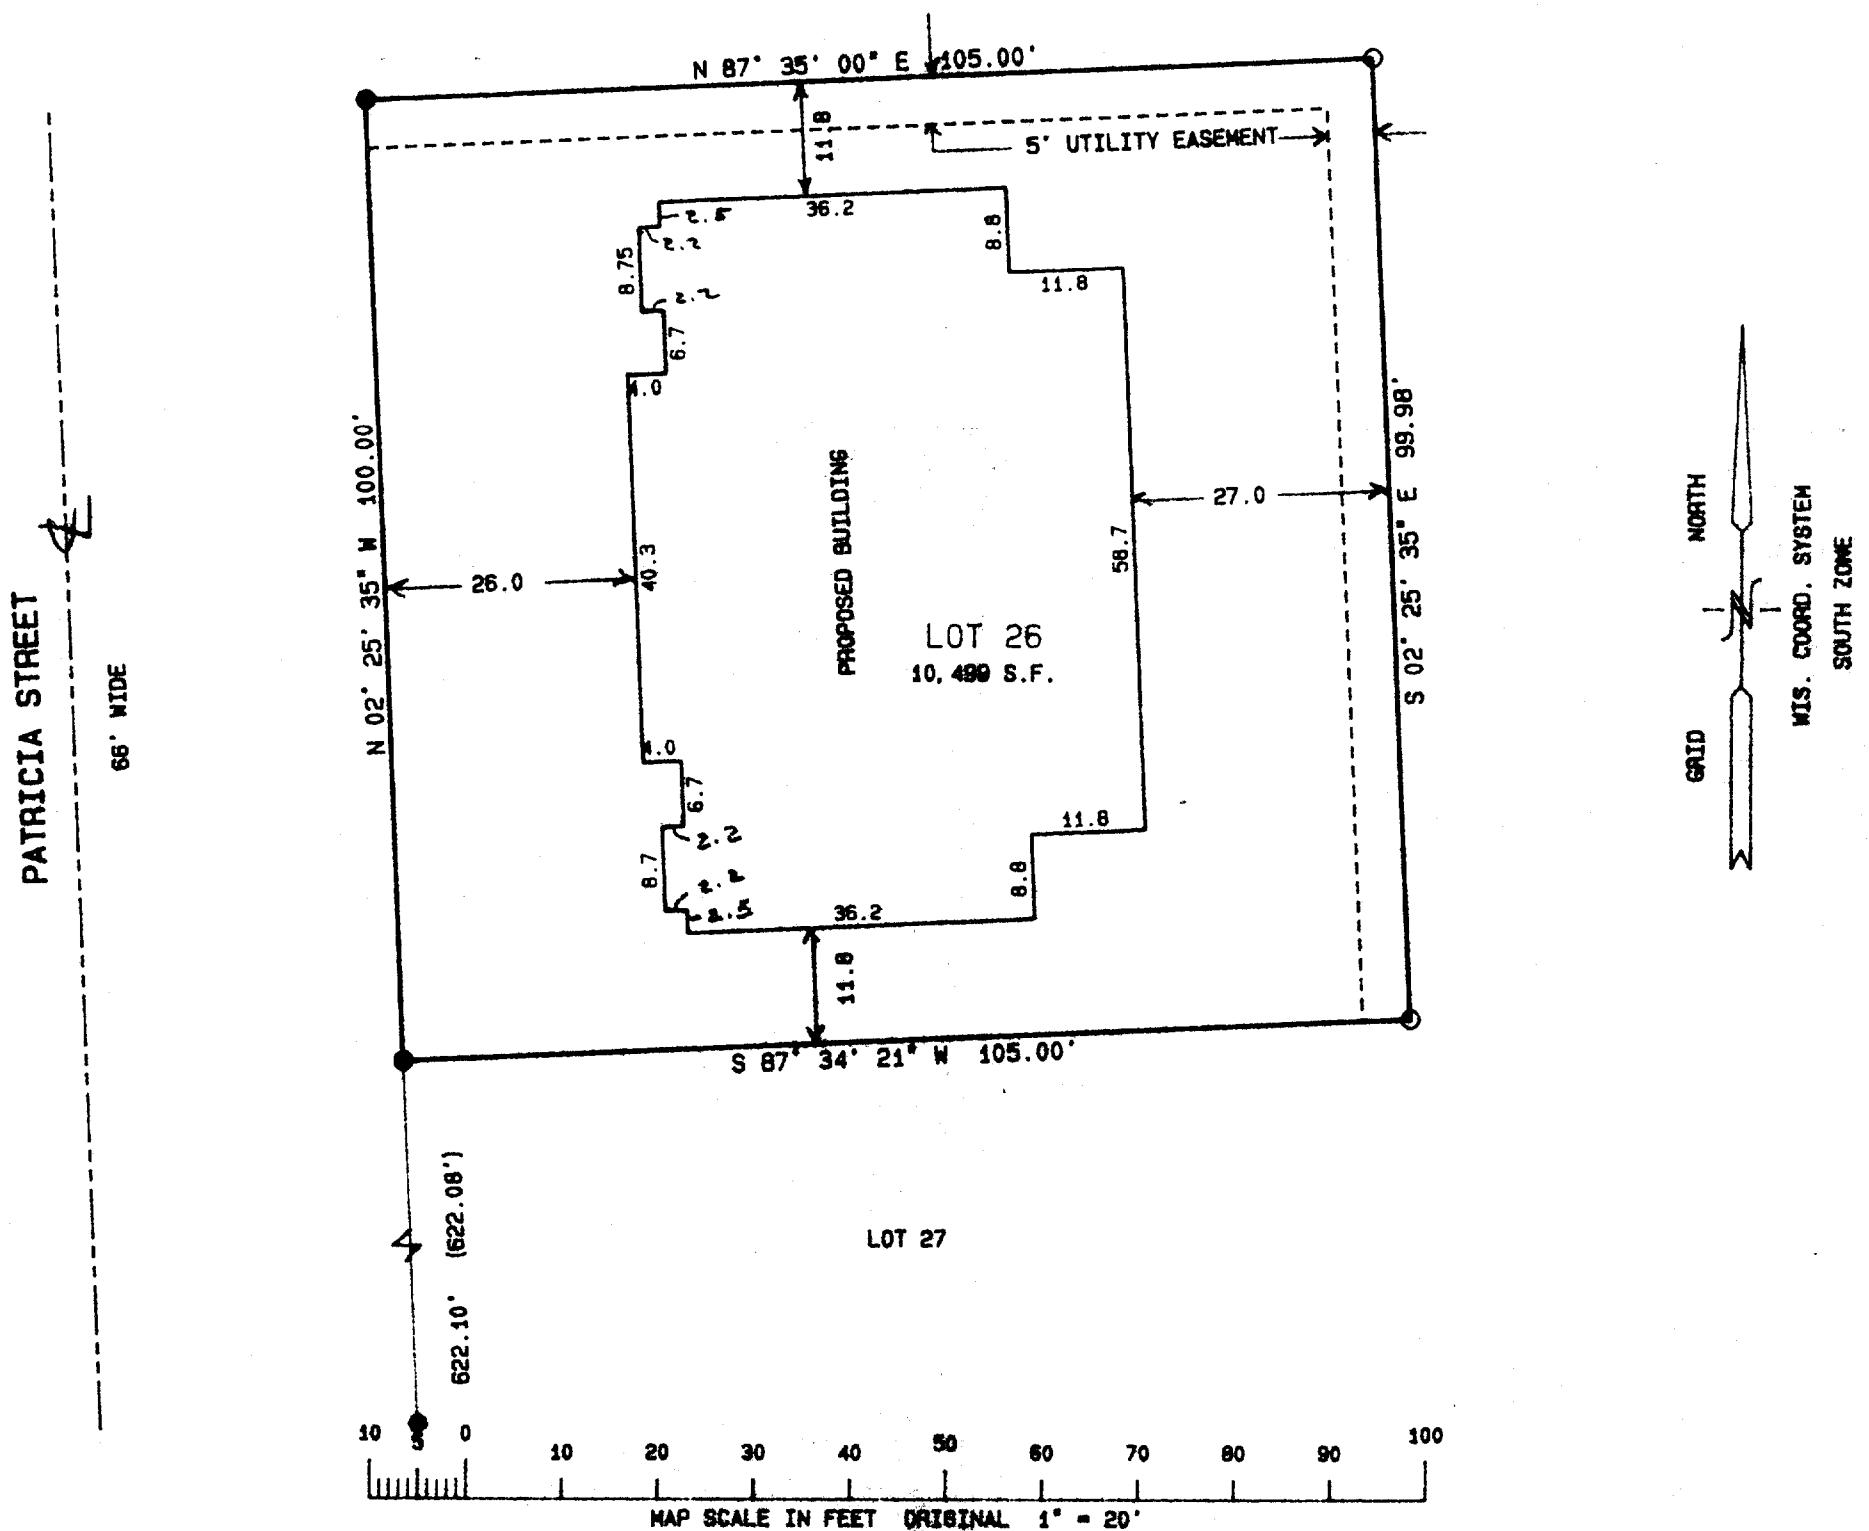 N 87° 35' 00" E 105.00'
11.8
5' UTILITY EASEMENT
36.2
2.5
2.2
8.75
2.2
6.7
4.0
8.8
11.8
N 02° 25' 35" W 100.00'
S 02° 25' 35" E 99.98'
26.0
40.3
PROPOSED BUILDING
27.0
58.7
LOT 26
10,499 S.F.
PATRICIA STREET
66' WIDE
GRID NORTH
WIS. COORD. SYSTEM
SOUTH ZONE
4.0
6.7
2.2
8.7
2.2
2.5
36.2
8.8
11.8
11.8
S 87° 34' 21" W 105.00'
622.10' (622.08')
LOT 27
10 5 0 10 20 30 40 50 60 70 80 90 100
MAP SCALE IN FEET ORIGINAL 1" = 20'